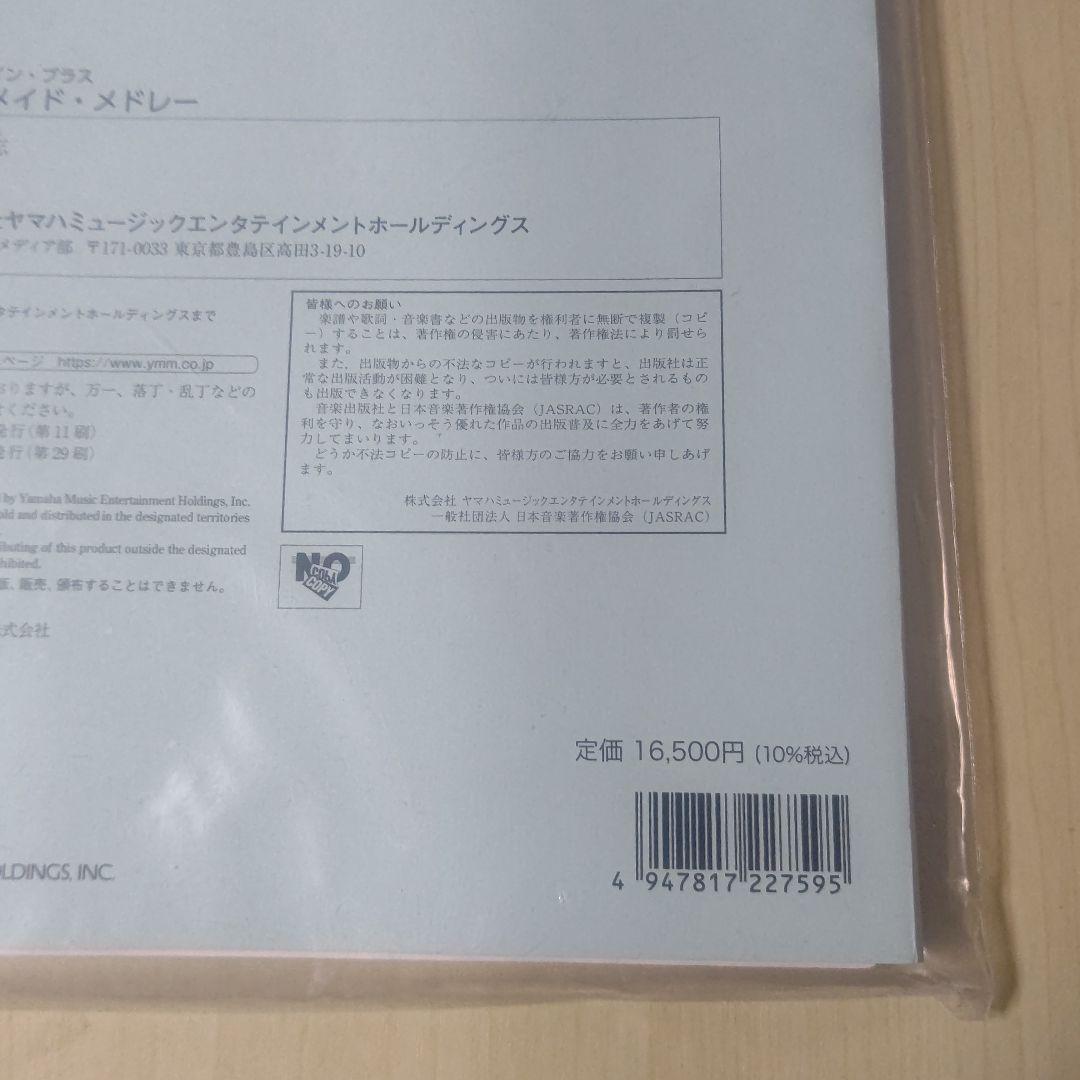 イン・ブラス
メイド・メドレー
ヤマハミュージックエンタテインメントホールディングス
メディア部 〒171-0033 東京都豊島区高田3-19-10
タテインメントホールディングスまで
ページ https://www.ymm.co.jp
おりますが、万一、落丁・乱丁などの
せください。
発行(第11刷)
発行(第29刷)
by Yamaha Music Entertainment Holdings, Inc.
old and distributed in the designated territories
ibuting of this product outside the designated
hibited.
販、販売、頒布することはできません。
株式会社
LDINGS, INC.
皆様へのお願い
楽譜や歌詞・音楽書などの出版物を権利者に無断で複製(コピ
ー)することは、著作権の侵害にあたり、著作権法により罰せら
れます。
また、出版物からの不法なコピーが行われますと、出版社は正
常な出版活動が困難となり、ついには皆様方が必要とされるもの
も出版できなくなります。
音楽出版社と日本音楽著作権協会(JASRAC)は、著作者の権
利を守り、なおいっそう優れた作品の出版普及に全力をあげて努
力してまいります。
どうか不法コピーの防止に、皆様方のご協力をお願い申しあげ
ます。
株式会社 ヤマハミュージックエンタテインメントホールディングス
一般社団法人 日本音楽著作権協会(JASRAC)
NO
COPY
COPY
定価 16,500円 (10%税込)
4 947817 227595